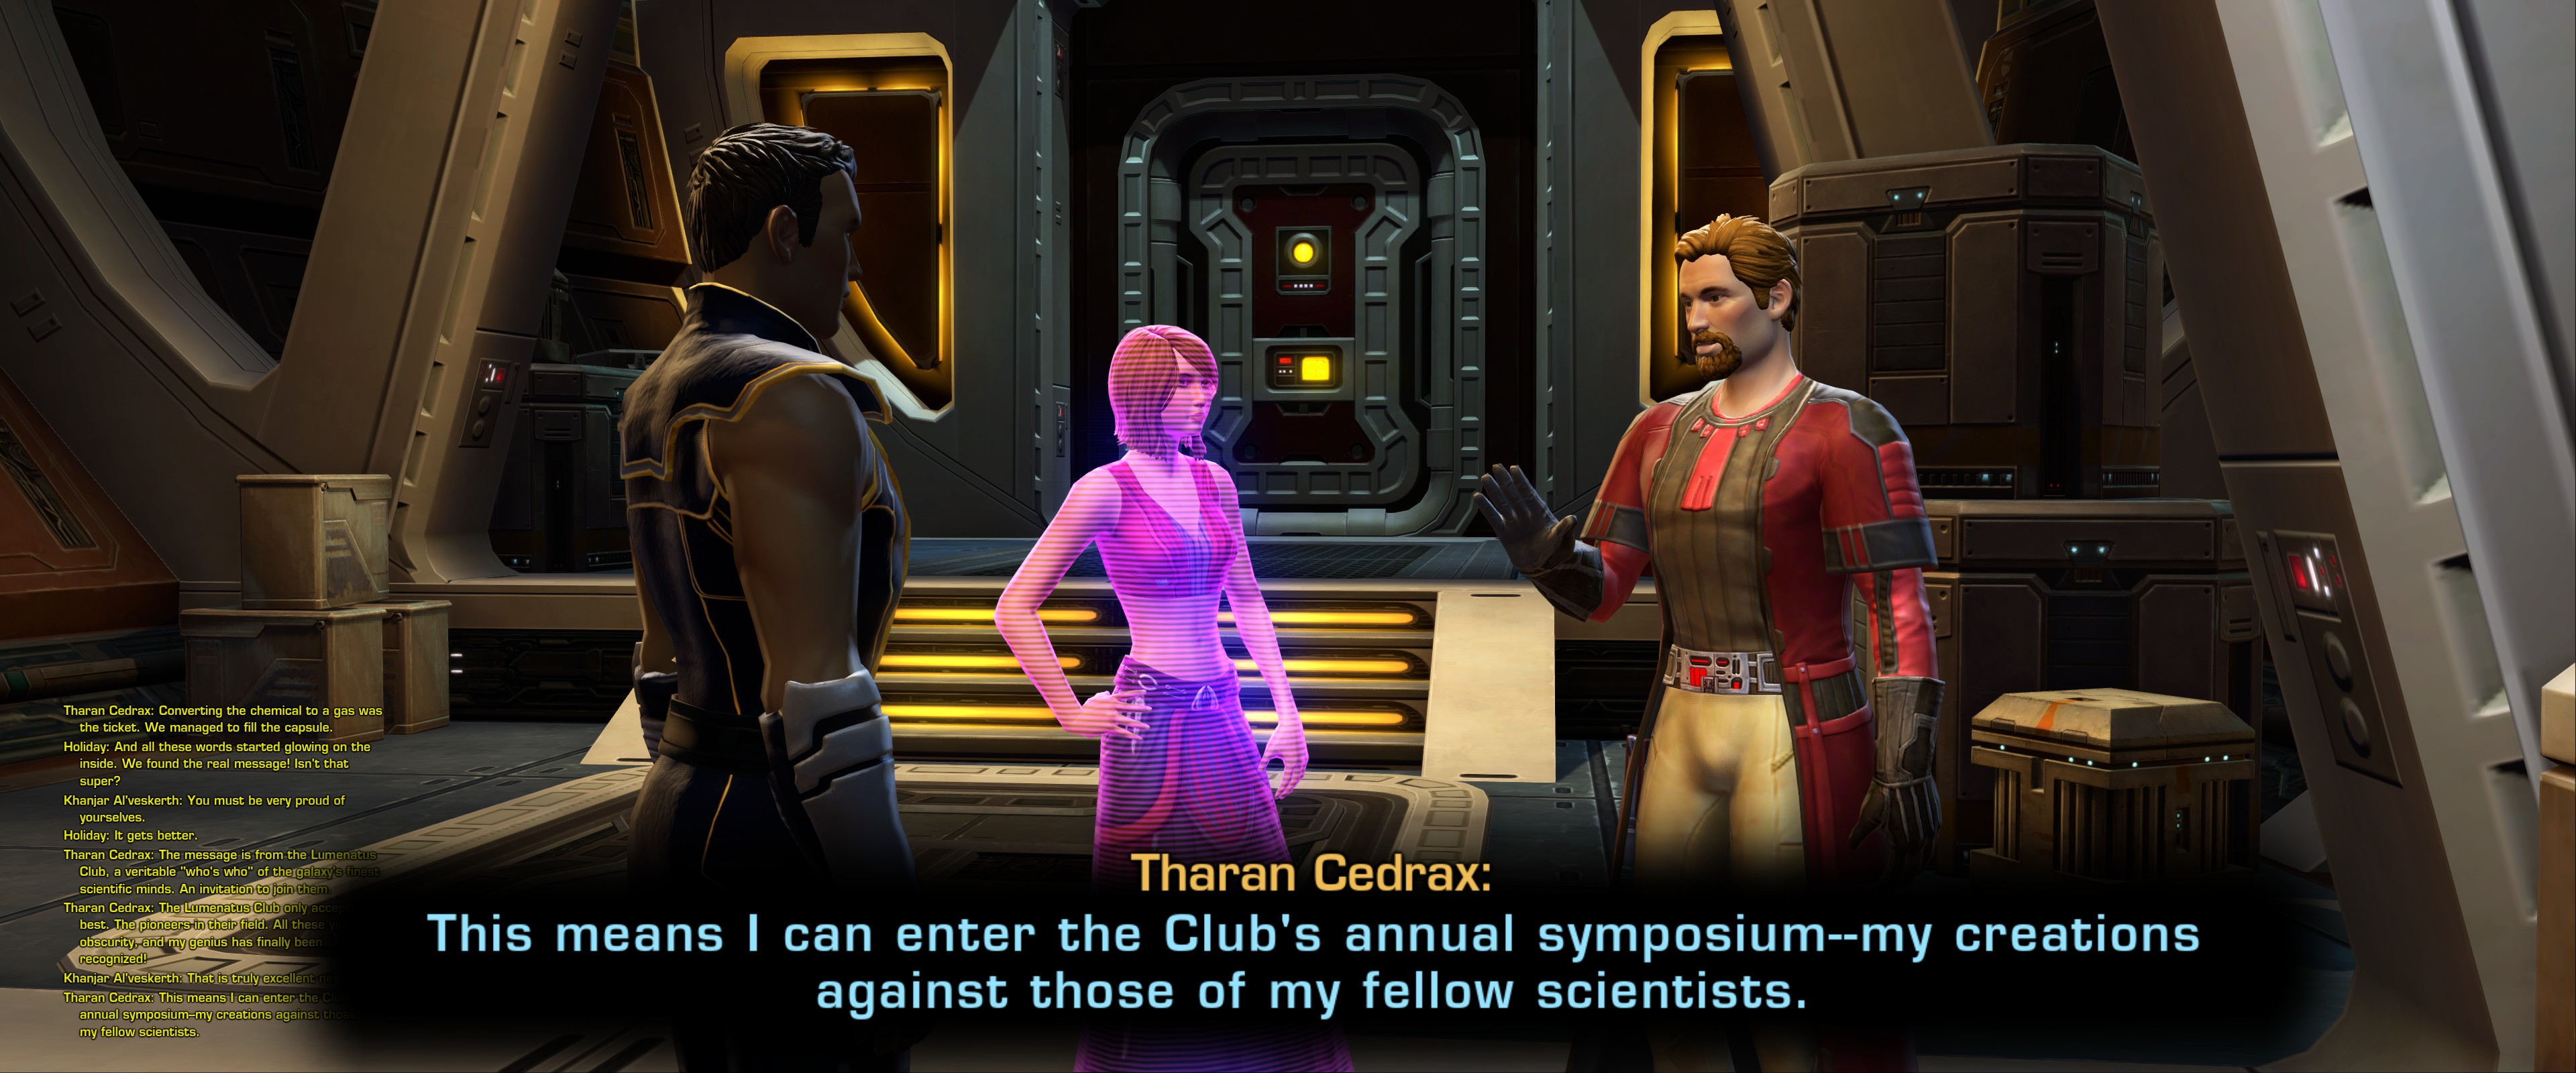 Tharan Cedrax: Converting the chemical to a gas was
the ticket. We managed to fill the capsule.
Holiday: And all these words started glowing on the
inside. We found the real message! Isn't that
super?
Khanjar Al'veskerth: You must be very proud of
yourselves.
Holiday: It gets better.
Tharan Cedrax: The message is from the Lumenatus
Club, a veritable "who's who" of the galaxy's finest
scientific minds. An invitation to join them.
Tharan Cedrax: The Lumenatus Club only
best. The pioneers in their field. All these
obscurity, and my genius has finally been
recognized!
Khanjar Al'veskerth: That is truly excellent
Tharan Cedrax: This means I can enter the
annual symposium--my creations against
my fellow scientists.
Tharan Cedrax:
This means I can enter the Club's annual symposium--my creations
against those of my fellow scientists.